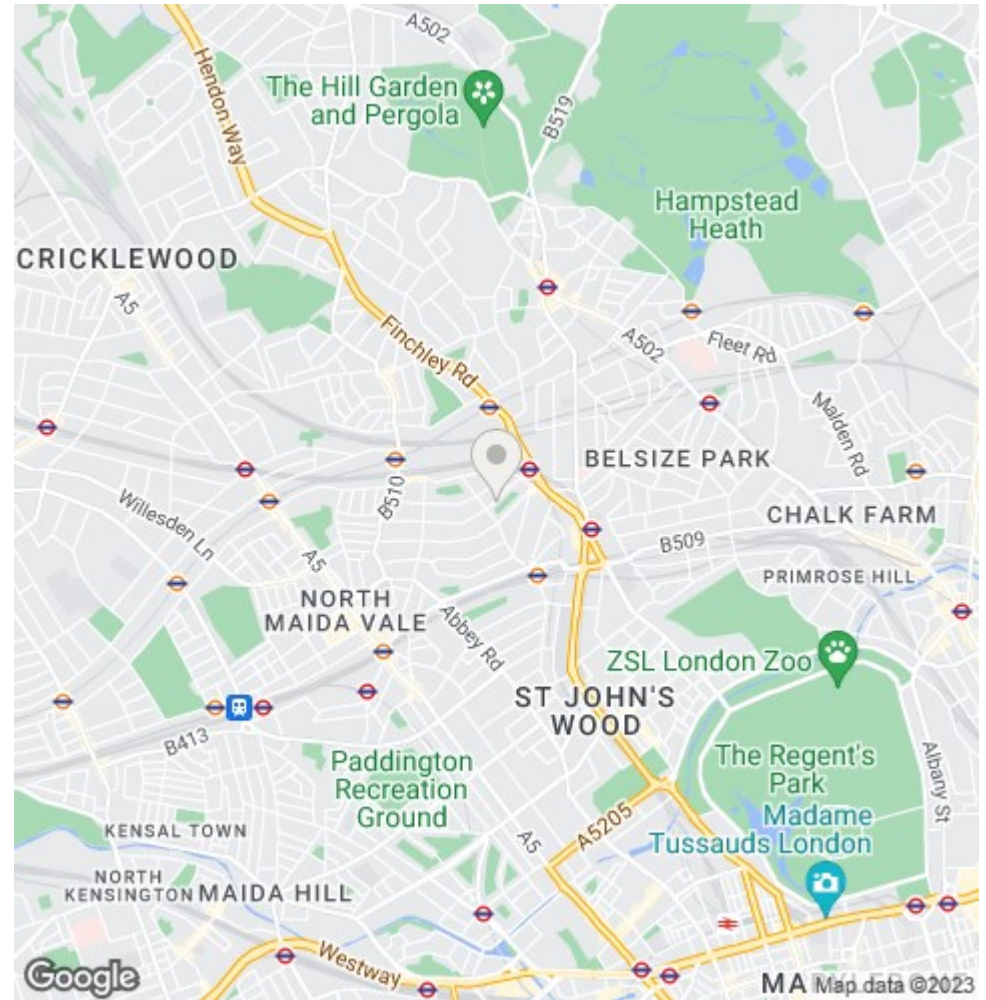 A502
Hendon Way
The Hill Garden
and Pergola
B519
Hampstead
Heath
CRICKLEWOOD
A5
Finchley Rd
A502
Fleet Rd
Malden Rd
BELSIZE PARK
B510
Willesden Ln
CHALK FARM
A5
B509
PRIMROSE HILL
NORTH
MAIDA VALE
Abbey Rd
ZSL London Zoo
ST JOHN'S
WOOD
B413
The Regent's
Park
Albany St
Paddington
Recreation
Ground
Madame
Tussauds London
KENSAL TOWN
A5
A5205
NORTH
KENSINGTON
MAIDA HILL
Westway
Google
MA
Map data ©2023